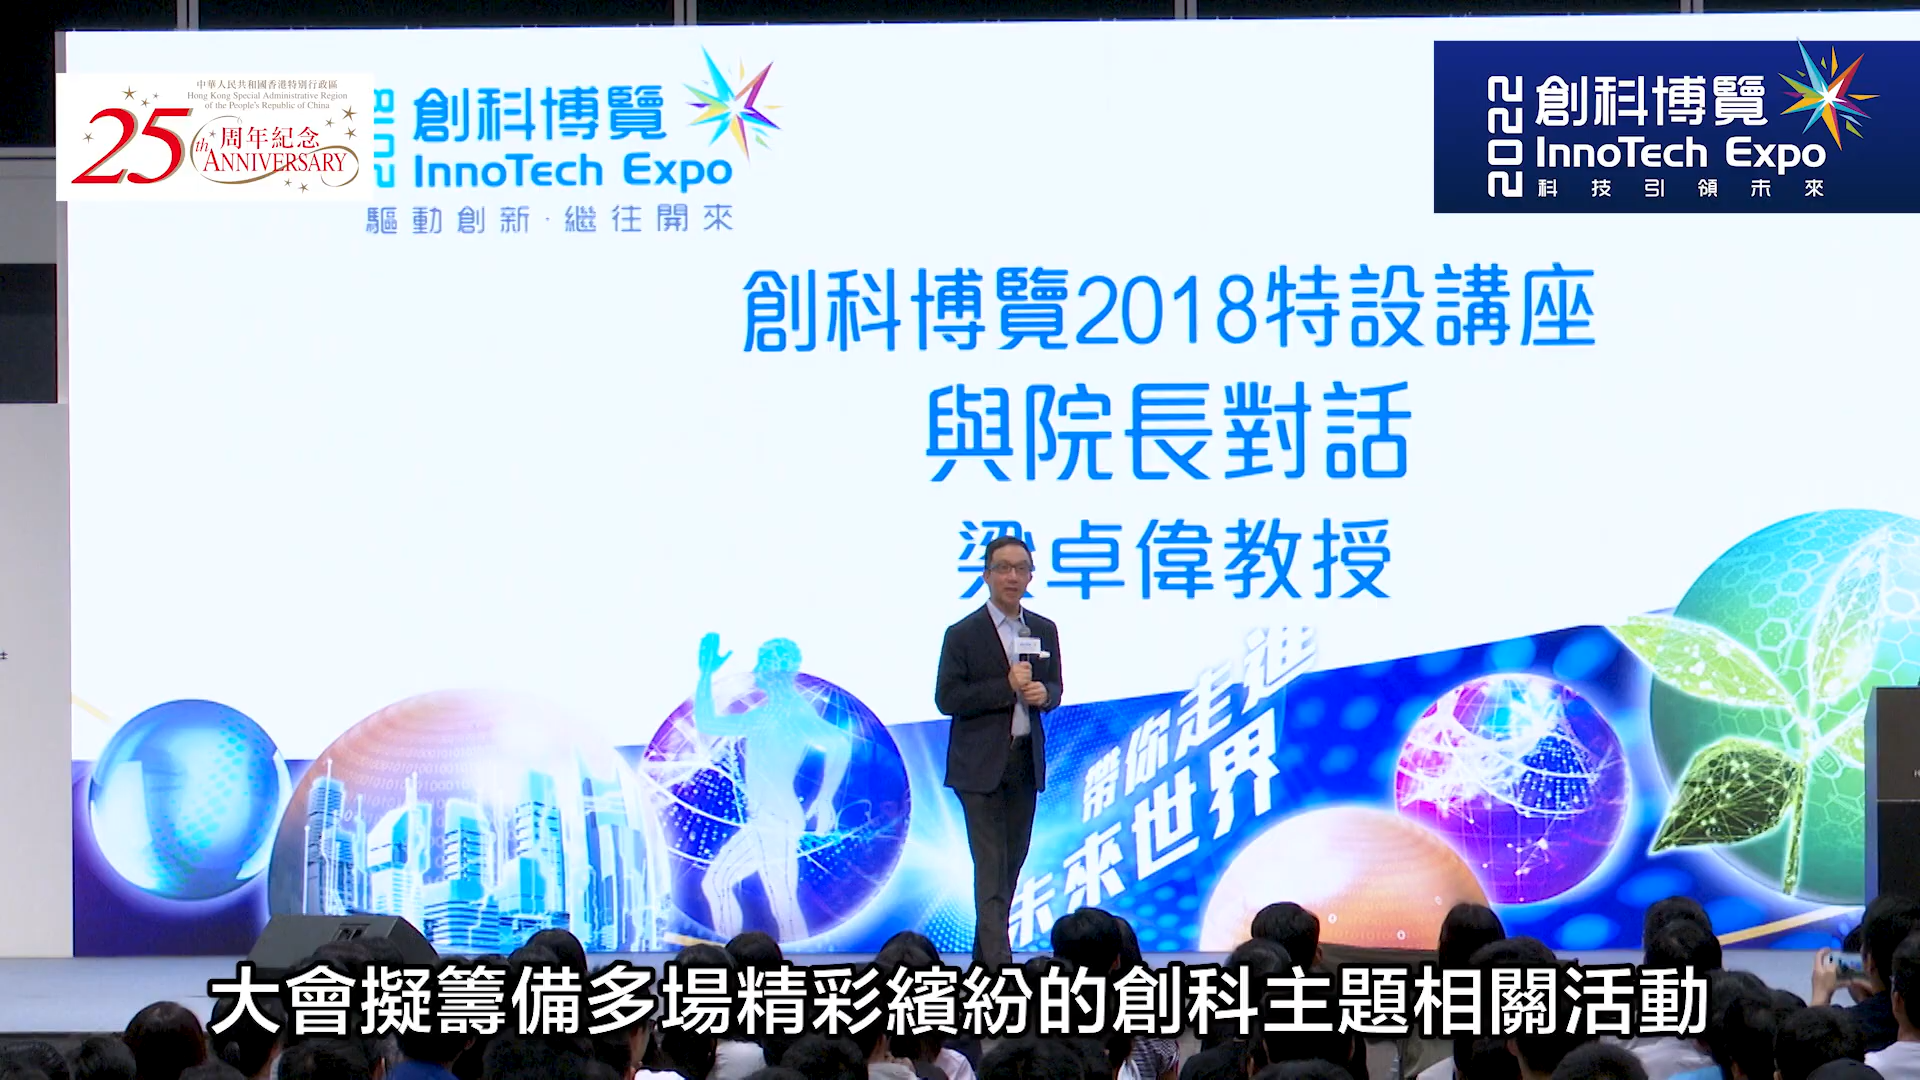 中華人民共和國香港特別行政區
Hong Kong Special Administrative Region
of the People's Republic of China
25th 周年紀念
ANNIVERSARY
2018 創科博覽
InnoTech Expo
驅動創新·繼往開來
2022 創科博覽
InnoTech Expo
科技引領未來
創科博覽2018特設講座
與院長對話
梁卓偉教授
帶你走進
未來世界
大會擬籌備多場精彩繽紛的創科主題相關活動